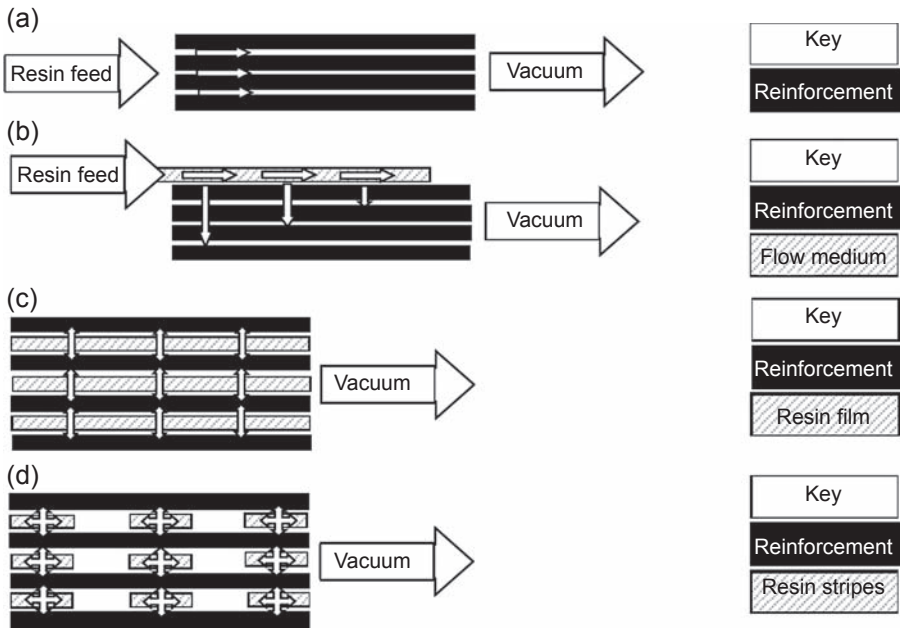 (a)
Resin feed
Vacuum
Key
Reinforcement
(b)
Resin feed
Vacuum
Key
Reinforcement
Flow medium
(c)
Vacuum
Key
Reinforcement
Resin film
(d)
Vacuum
Key
Reinforcement
Resin stripes